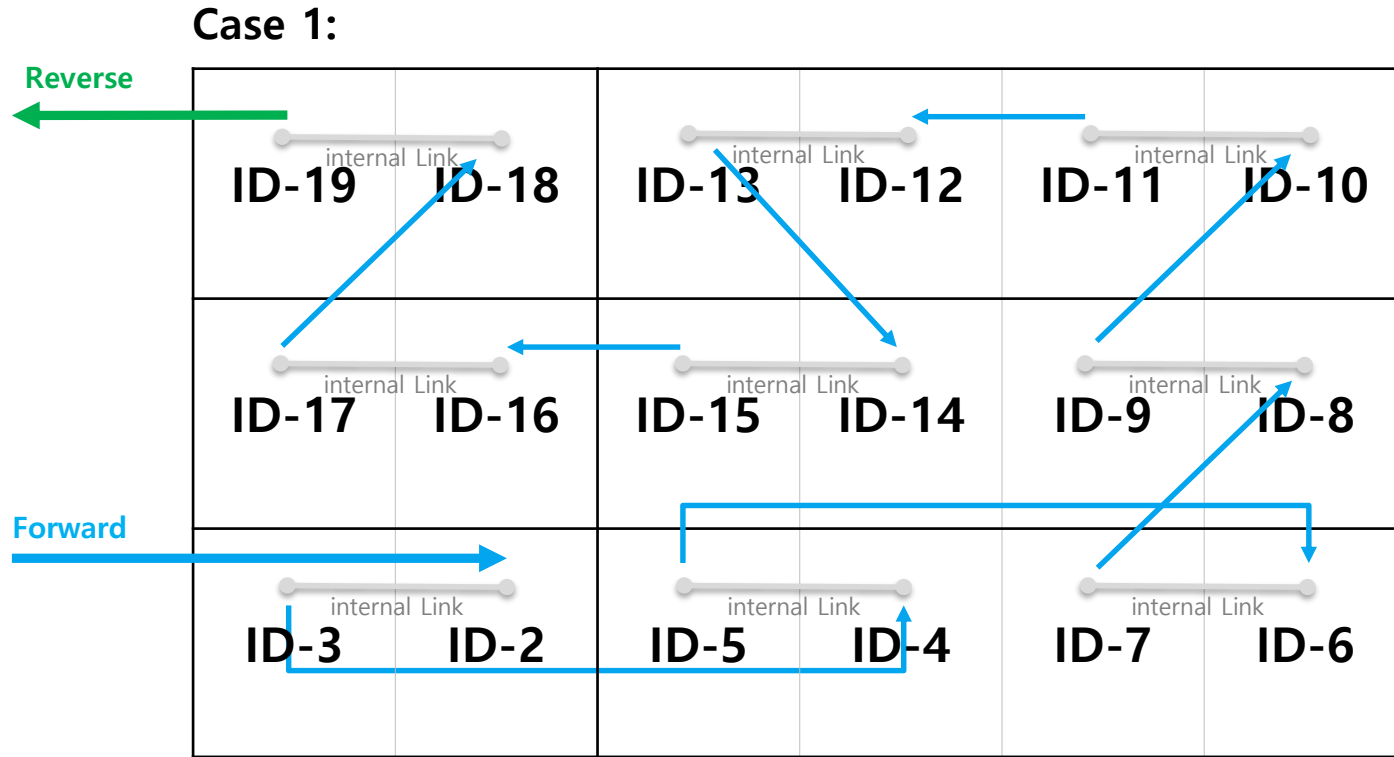 Case 1:
Reverse
internal Link internal Link internal Link
ID-19 ID-18 ID-13 ID-12 ID-11 ID-10
internal Link internal Link internal Link
ID-17 ID-16 ID-15 ID-14 ID-9 ID-8
Forward
internal Link internal Link internal Link
ID-3 ID-2 ID-5 ID-4 ID-7 ID-6